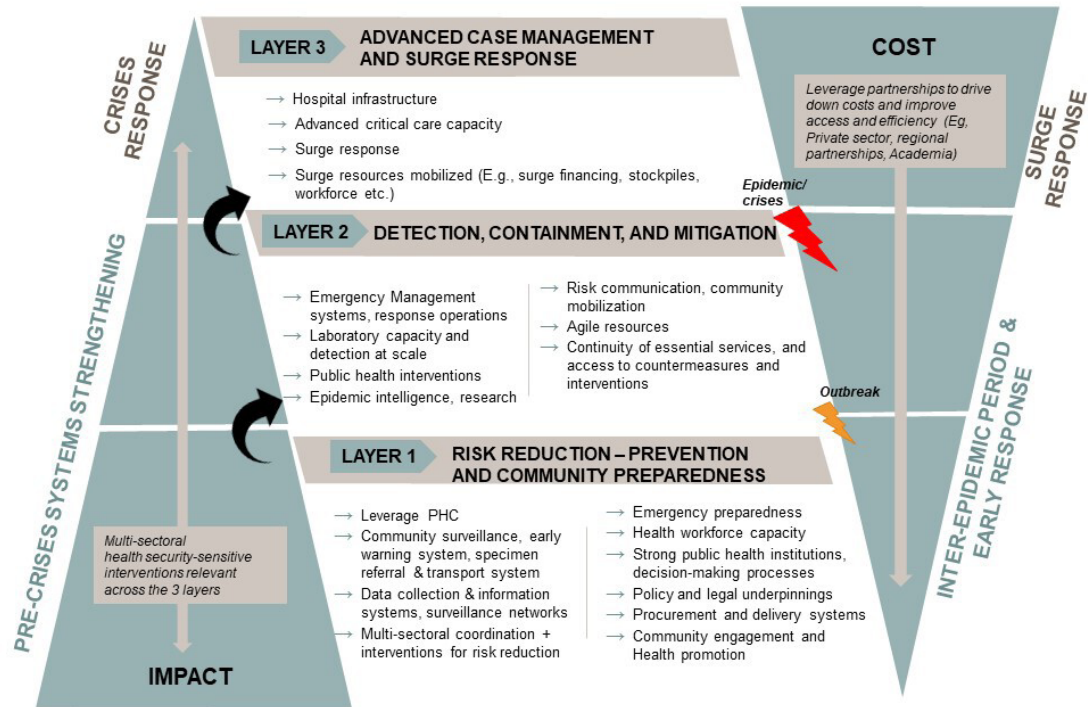 CRISES
RESPONSE
PRE-CRISES SYSTEMS STRENGTHENING
LAYER 3
ADVANCED CASE MANAGEMENT
AND SURGE RESPONSE
→ Hospital infrastructure
→ Advanced critical care capacity
→ Surge response
→ Surge resources mobilized (E.g., surge financing, stockpiles,
workforce etc.)
LAYER 2
DETECTION, CONTAINMENT, AND MITIGATION
→ Emergency Management
systems, response operations
→ Laboratory capacity and
detection at scale
→ Public health interventions
→ Epidemic intelligence, research
→ Risk communication, community
mobilization
→ Agile resources
→ Continuity of essential services, and
access to countermeasures and
interventions
LAYER 1
RISK REDUCTION – PREVENTION
AND COMMUNITY PREPAREDNESS
→ Leverage PHC
→ Community surveillance, early
warning system, specimen
referral & transport system
→ Data collection & information
systems, surveillance networks
→ Multi-sectoral coordination +
interventions for risk reduction
→ Emergency preparedness
→ Health workforce capacity
→ Strong public health institutions,
decision-making processes
→ Policy and legal underpinnings
→ Procurement and delivery systems
→ Community engagement and
Health promotion
Multi-sectoral
health security-sensitive
interventions relevant
across the 3 layers
IMPACT
COST
Leverage partnerships to drive
down costs and improve
access and efficiency (Eg,
Private sector, regional
partnerships, Academia)
Epidemic/
crises
Outbreak
SURGE
RESPONSE
INTER-EPIDEMIC PERIOD &
EARLY RESPONSE